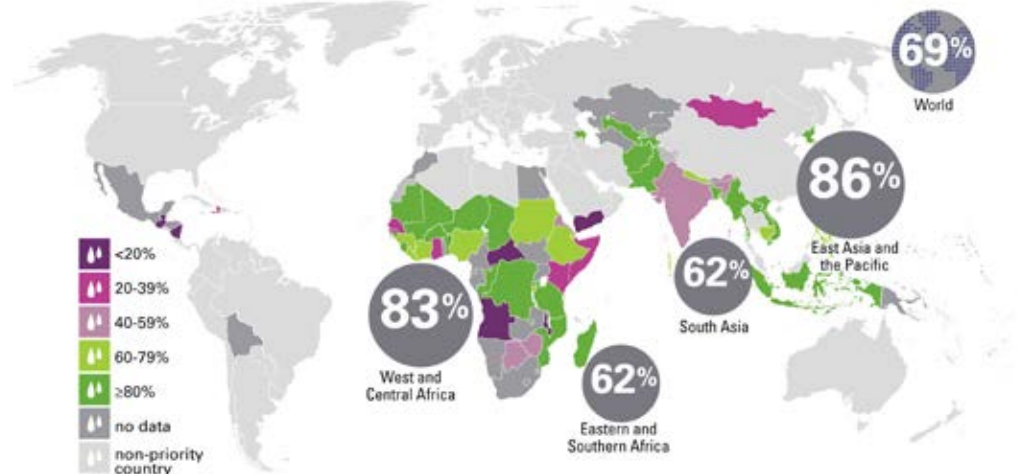 69%
World
86%
East Asia and
the Pacific
62%
South Asia
83%
West and
Central Africa
62%
Eastern and
Southern Africa
<20%
20-39%
40-59%
60-79%
≥80%
no data
non-priority
country